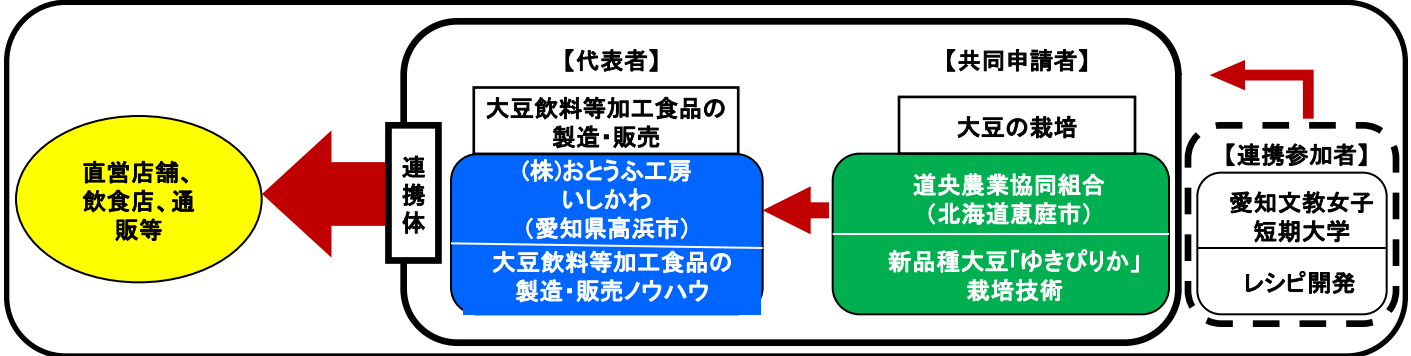 直営店舗、
飲食店、通
販等
連
携
体
【代表者】
大豆飲料等加工食品の
製造・販売
(株)おとうふ工房
いしかわ
(愛知県高浜市)
大豆飲料等加工食品の
製造・販売ノウハウ
【共同申請者】
大豆の栽培
道央農業協同組合
(北海道恵庭市)
新品種大豆「ゆきぴりか」
栽培技術
【連携参加者】
愛知文教女子
短期大学
レシピ開発